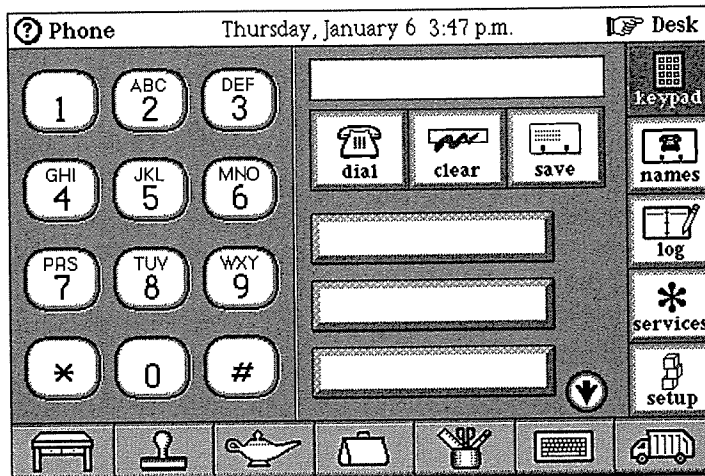 ? Phone Thursday, January 6 3:47 p.m. Desk
1
ABC
2
DEF
3
GHI
4
JKL
5
MNO
6
PRS
7
TUV
8
WXY
9
*
0
#
dial
clear
save
keypad
names
log
services
setup